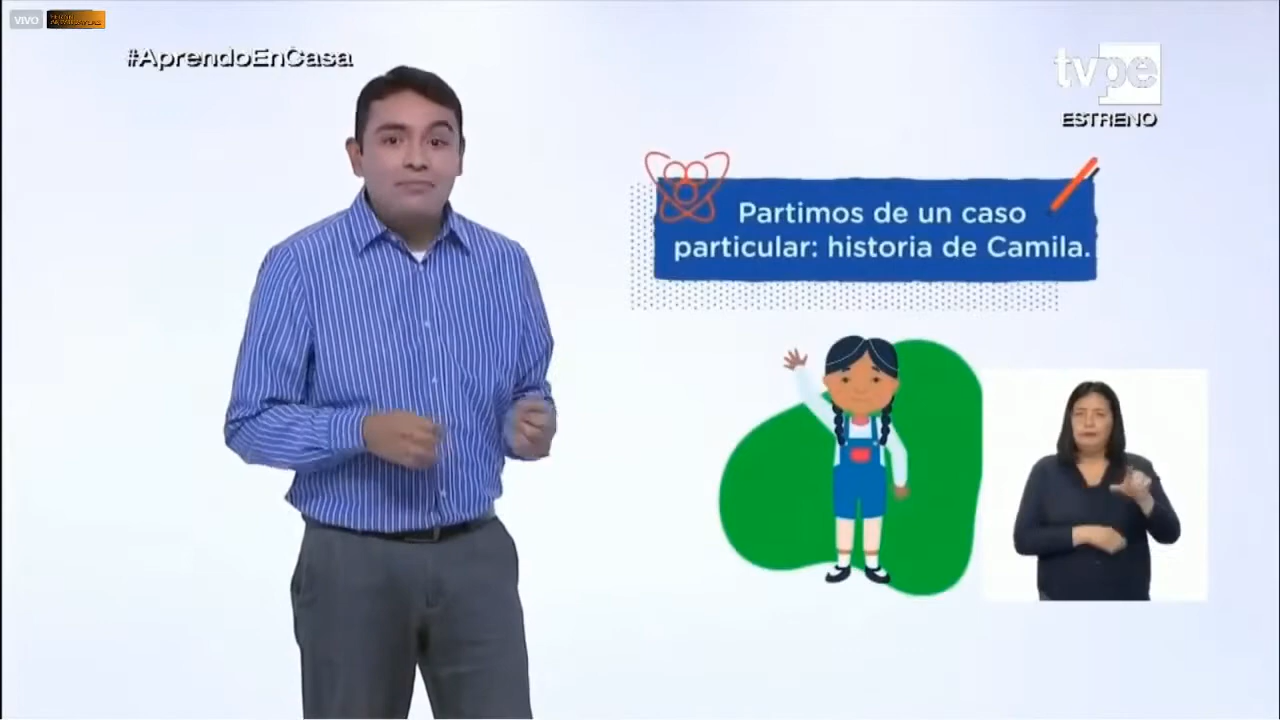 VIVO
#AprendoEnCasa
tvpe
ESTRENO
Partimos de un caso
particular: historia de Camila.